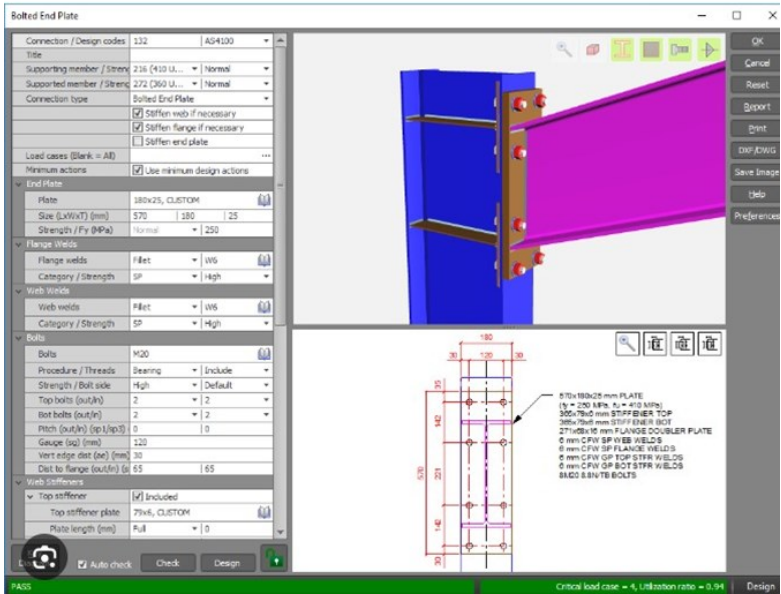 Bolted End Plate
Connection / Design codes 132 AS4100
Title
Supporting member / Streng 216 (410 U... Normal
Supported member / Streng 272 (360 U... Normal
Connection type Bolted End Plate
Stiffen web if necessary
Stiffen flange if necessary
Stiffen end plate
Load cases (Blank = All) ...
Minimum actions Use minimum design actions
End Plate
Plate 180x25, CUSTOM
Size (LxWxT) (mm) 570 180 25
Strength / Fy (MPa) Normal 250
Flange Welds
Flange welds Fillet W6
Category / Strength SP High
Web Welds
Web welds Fillet W6
Category / Strength SP High
Bolts
Bolts M20
Procedure / Threads Bearing Include
Strength / Bolt side High Default
Top bolts (out/in) 2 2
Bot bolts (out/in) 2 2
Pitch (out/in) (sp1/sp3) 0 0
Gauge (sg) (mm) 120
Vert edge dist (ae) (mm) 30
Dist to flange (out/in) (s 65 65
Web Stiffeners
Top stiffener Included
Top stiffener plate 79x6, CUSTOM
Plate length (mm) Full 0
Auto check
Check
Design
PASS
Critical load case = 4, Utilization ratio = 0.94
Design
OK
Cancel
Reset
Report
Print
DXF/DWG
Save Image
Help
Preferences
180
30 120 30
35
142
570
221
142
30
570x180x25 mm PLATE
(fy = 250 MPa, fu = 410 MPa)
365x79x6 mm STIFFENER TOP
365x79x6 mm STIFFENER BOT
271x68x16 mm FLANGE DOUBLER PLATE
6 mm CFW SP WEB WELDS
6 mm CFW SP FLANGE WELDS
6 mm CFW GP TOP STFR WELDS
6 mm CFW GP BOT STFR WELDS
8M20 8.8N/TB BOLTS